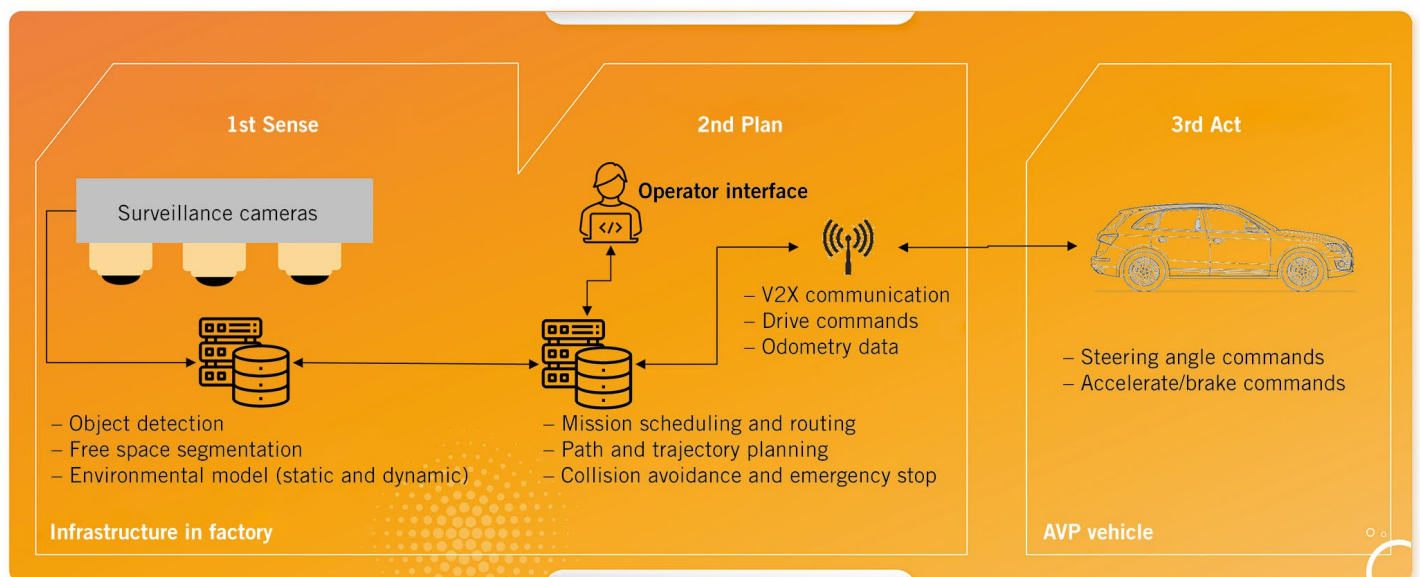 1st Sense
Surveillance cameras
– Object detection
– Free space segmentation
– Environmental model (static and dynamic)
Infrastructure in factory
2nd Plan
Operator interface
</>
– V2X communication
– Drive commands
– Odometry data
– Mission scheduling and routing
– Path and trajectory planning
– Collision avoidance and emergency stop
3rd Act
– Steering angle commands
– Accelerate/brake commands
AVP vehicle